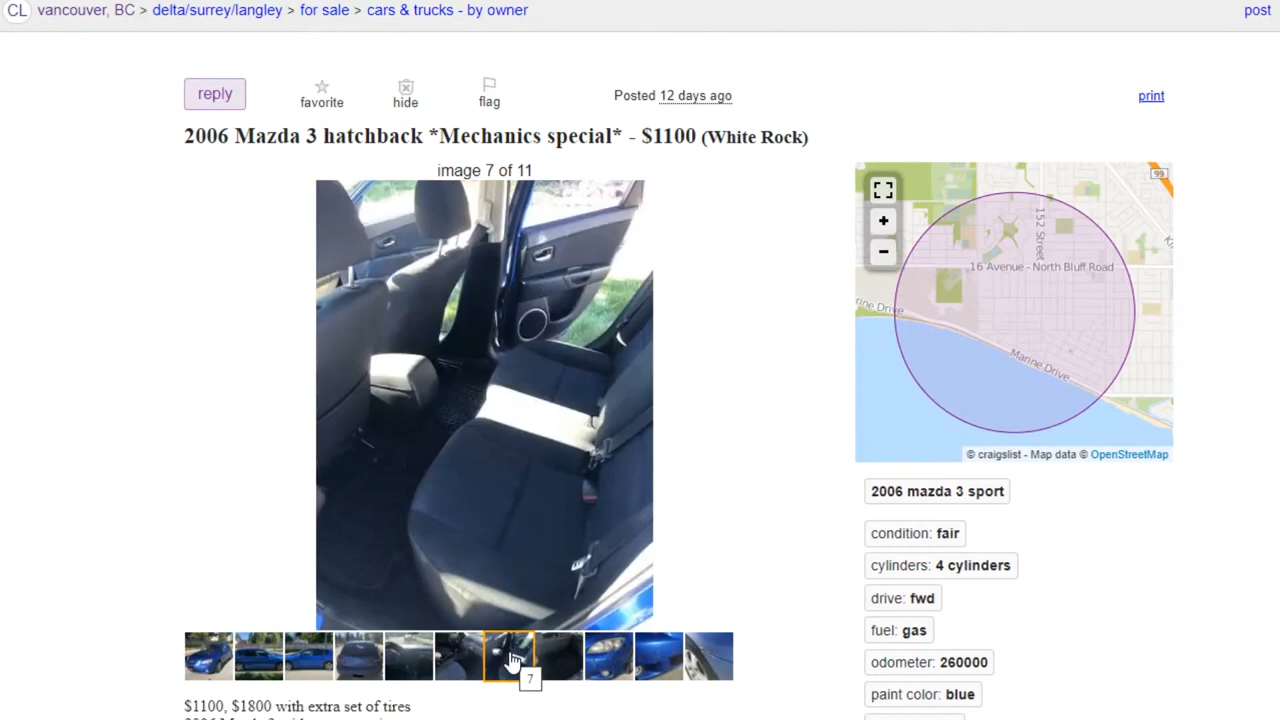 CL vancouver, BC > delta/surrey/langley > for sale > cars & trucks - by owner
post
reply
favorite
hide
flag
Posted 12 days ago
print
2006 Mazda 3 hatchback *Mechanics special* - $1100 (White Rock)
image 7 of 11
99
+
-
152 Street
16 Avenue - North Bluff Road
rine Drive
Marine Drive
© craigslist - Map data © OpenStreetMap
2006 mazda 3 sport
condition: fair
cylinders: 4 cylinders
drive: fwd
fuel: gas
odometer: 260000
paint color: blue
7
$1100, $1800 with extra set of tires